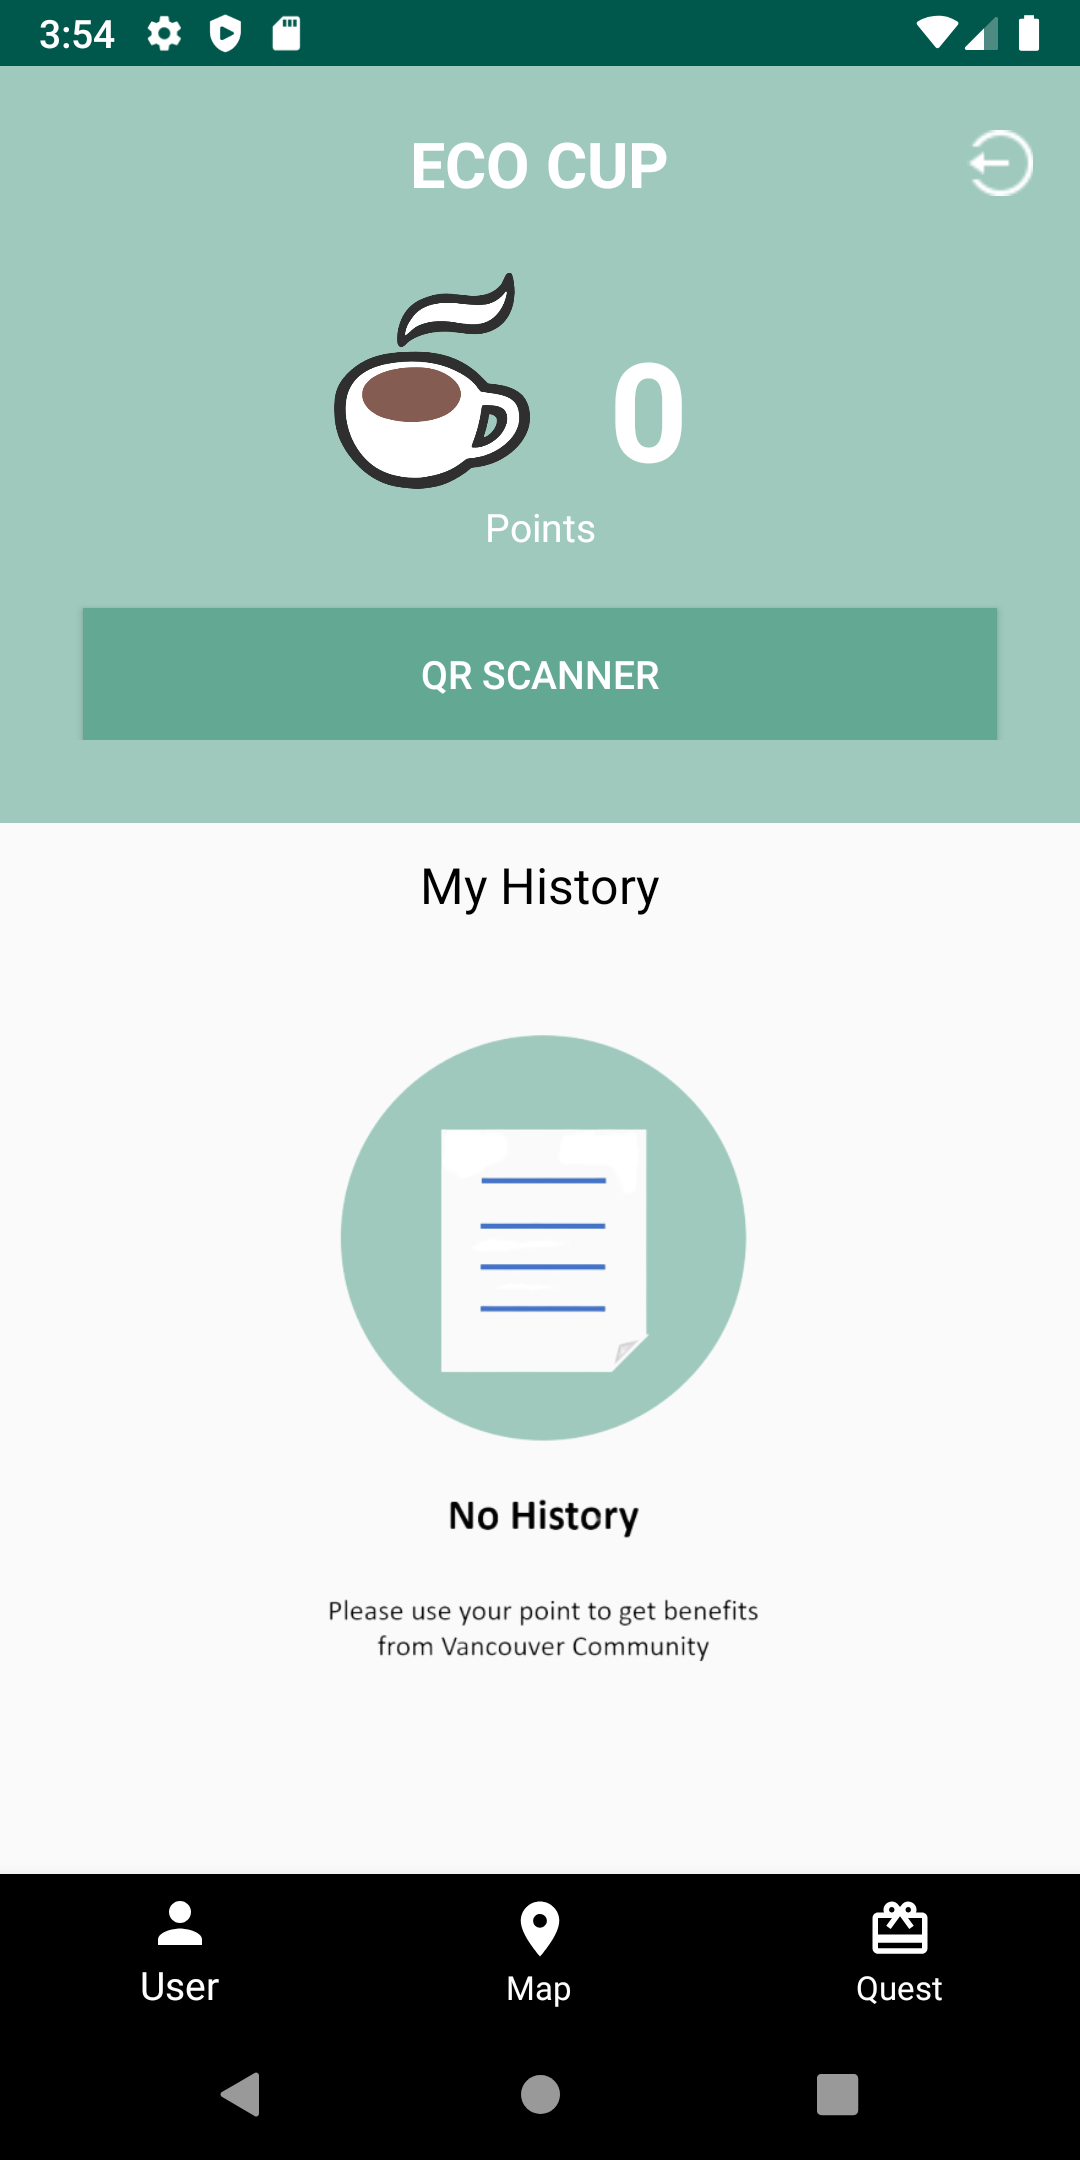 3:54
ECO CUP
0
Points
QR SCANNER
My History
No History
Please use your point to get benefits
from Vancouver Community
User
Map
Quest